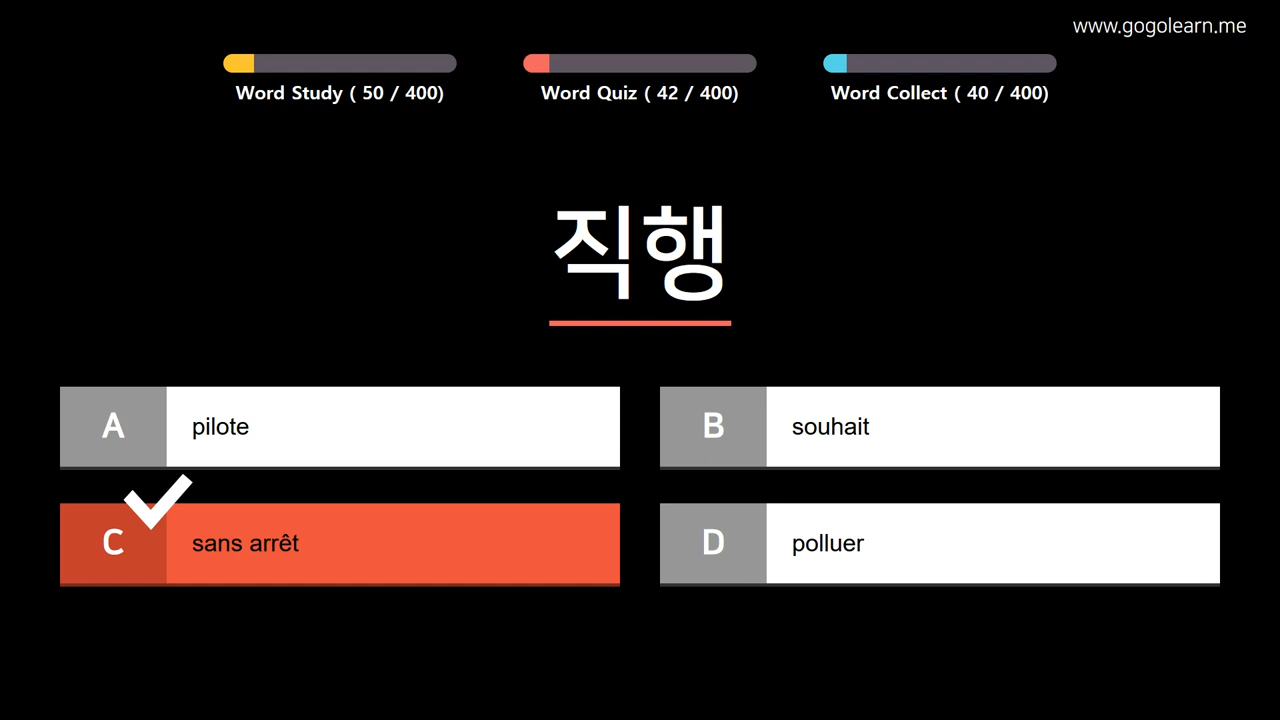 www.gogolearn.me
Word Study ( 50 / 400)
Word Quiz ( 42 / 400)
Word Collect ( 40 / 400)
직행
A
pilote
B
souhait
C
sans arrêt
D
polluer